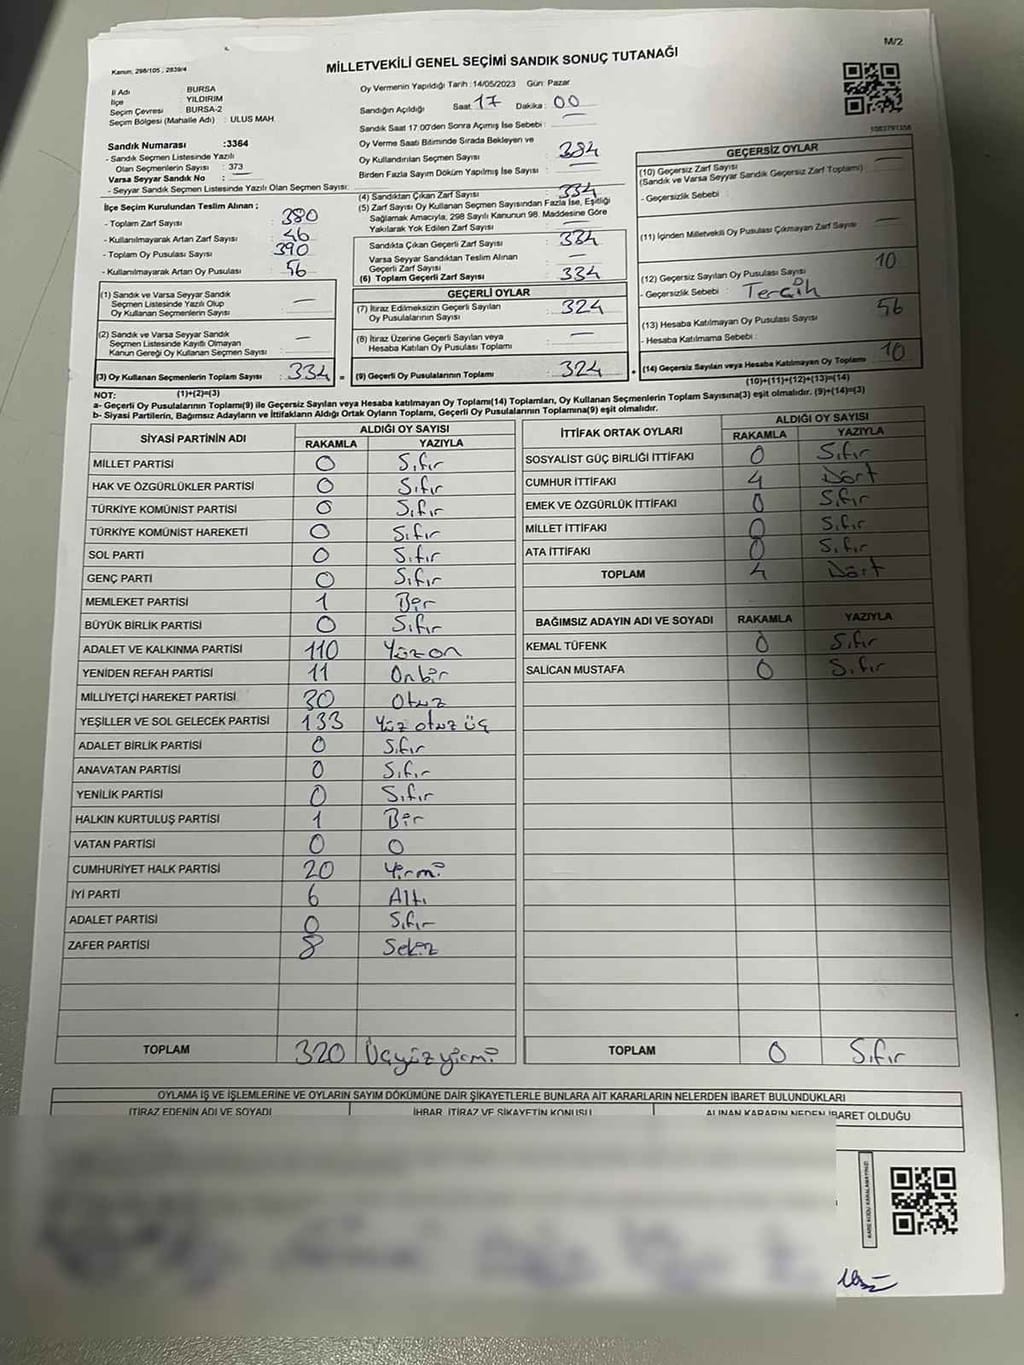 M/2
Kanun: 298/105 , 2839/4
MİLLETVEKİLİ GENEL SEÇİMİ SANDIK SONUÇ TUTANAĞI
İl Adı BURSA
İlçe YILDIRIM
Seçim Çevresi BURSA-2
Seçim Bölgesi (Mahalle Adı) : ULUS MAH.
Oy Vermenin Yapıldığı Tarih :14/05/2023 Gün: Pazar
Sandığın Açıldığı Saat: 17 Dakika: 00
Sandık Saat 17:00'den Sonra Açımış İse Sebebi :
Sandık Numarası :3364
- Sandık Seçmen Listesinde Yazılı
Olan Seçmenlerin Sayısı : 373
Varsa Seyyar Sandık No : —
- Seyyar Sandık Seçmen Listesinde Yazılı Olan Seçmen Sayısı:
Oy Verme Saati Bitiminde Sırada Bekleyen ve
Oy Kullandırılan Seçmen Sayısı : 384
Birden Fazla Sayım Döküm Yapılmış İse Sayısı : —
İlçe Seçim Kurulundan Teslim Alınan ;
- Toplam Zarf Sayısı : 380
- Kullanılmayarak Artan Zarf Sayısı : 46
- Toplam Oy Pusulası Sayısı : 390
- Kullanılmayarak Artan Oy Pusulası : 56
(1) Sandık ve Varsa Seyyar Sandık
Seçmen Listesinde Yazılı Olup
Oy Kullanan Seçmenlerin Sayısı : —
(2) Sandık ve Varsa Seyyar Sandık
Seçmen Listesinde Kayıtlı Olmayan
Kanun Gereği Oy Kullanan Seçmen Sayısı : —
(3) Oy Kullanan Seçmenlerin Toplam Sayısı : 334
(1)+(2)=(3)
(4) Sandıktan Çıkan Zarf Sayısı : 334
(5) Zarf Sayısı Oy Kullanan Seçmen Sayısından Fazla İse, Eşitliği
Sağlamak Amacıyla, 298 Sayılı Kanunun 98. Maddesine Göre
Yakılarak Yok Edilen Zarf Sayısı : —
Sandıkta Çıkan Geçerli Zarf Sayısı : 334
Varsa Seyyar Sandıktan Teslim Alınan
Geçerli Zarf Sayısı : —
(6) Toplam Geçerli Zarf Sayısı : 334
GEÇERLİ OYLAR
(7) İtiraz Edilmeksizin Geçerli Sayılan
Oy Pusulalarının Sayısı : 324
(8) İtiraz Üzerine Geçerli Sayılan veya
Hesaba Katılan Oy Pusulası Toplamı : —
= (9) Geçerli Oy Pusulalarının Toplamı : 324
GEÇERSİZ OYLAR
(10) Geçersiz Zarf Sayısı
(Sandık ve Varsa Seyyar Sandık Geçersiz Zarf Toplamı) —
- Geçersizlik Sebebi :
(11) İçinden Milletvekili Oy Pusulası Çıkmayan Zarf Sayısı —
(12) Geçersiz Sayılan Oy Pusulası Sayısı 10
- Geçersizlik Sebebi : Tercih
(13) Hesaba Katılmayan Oy Pusulası Sayısı 56
- Hesaba Katılmama Sebebi :
+ (14) Geçersiz Sayılan veya Hesaba Katılmayan Oy Toplamı 10
(10)+(11)+(12)+(13)=(14)
NOT:
a- Geçerli Oy Pusulalarının Toplamı(9) ile Geçersiz Sayılan veya Hesaba katılmayan Oy Toplamı(14) Toplamları, Oy Kullanan Seçmenlerin Toplam Sayısına(3) eşit olmalıdır. (9)+(14)=(3)
b- Siyasi Partilerin, Bağımsız Adayların ve İttifakların Aldığı Ortak Oyların Toplamı, Geçerli Oy Pusulalarının Toplamına(9) eşit olmalıdır.
SİYASİ PARTİNİN ADI ALDIĞI OY SAYISI
RAKAMLA YAZIYLA
MİLLET PARTİSİ 0 Sıfır
HAK VE ÖZGÜRLÜKLER PARTİSİ 0 Sıfır
TÜRKİYE KOMÜNİST PARTİSİ 0 Sıfır
TÜRKİYE KOMÜNİST HAREKETİ 0 Sıfır
SOL PARTİ 0 Sıfır
GENÇ PARTİ 0 Sıfır
MEMLEKET PARTİSİ 1 Bir
BÜYÜK BİRLİK PARTİSİ 0 Sıfır
ADALET VE KALKINMA PARTİSİ 110 Yüzon
YENİDEN REFAH PARTİSİ 11 Onbir
MİLLİYETÇİ HAREKET PARTİSİ 30 Otuz
YEŞİLLER VE SOL GELECEK PARTİSİ 133 Yüz otuz üç
ADALET BİRLİK PARTİSİ 0 Sıfır
ANAVATAN PARTİSİ 0 Sıfır
YENİLİK PARTİSİ 0 Sıfır
HALKIN KURTULUŞ PARTİSİ 1 Bir
VATAN PARTİSİ 0 0
CUMHURİYET HALK PARTİSİ 20 Yirmi
İYİ PARTİ 6 Altı
ADALET PARTİSİ 0 Sıfır
ZAFER PARTİSİ 8 Sekiz
TOPLAM 320 Üçyüzyirmi
İTTİFAK ORTAK OYLARI ALDIĞI OY SAYISI
RAKAMLA YAZIYLA
SOSYALİST GÜÇ BİRLİĞİ İTTİFAKI 0 Sıfır
CUMHUR İTTİFAKI 4 Dört
EMEK VE ÖZGÜRLÜK İTTİFAKI 0 Sıfır
MİLLET İTTİFAKI 0 Sıfır
ATA İTTİFAKI 0 Sıfır
TOPLAM 4 Dört
BAĞIMSIZ ADAYIN ADI VE SOYADI RAKAMLA YAZIYLA
KEMAL TÜFENK 0 Sıfır
SALİCAN MUSTAFA 0 Sıfır
TOPLAM 0 Sıfır
OYLAMA İŞ VE İŞLEMLERİNE VE OYLARIN SAYIM DÖKÜMÜNE DAİR ŞİKAYETLERLE BUNLARA AİT KARARLARIN NELERDEN İBARET BULUNDUKLARI
İTİRAZ EDENİN ADI VE SOYADI İHBAR, İTİRAZ VE ŞİKAYETİN KONUSU ALINAN KARARIN NEDEN İBARET OLDUĞU